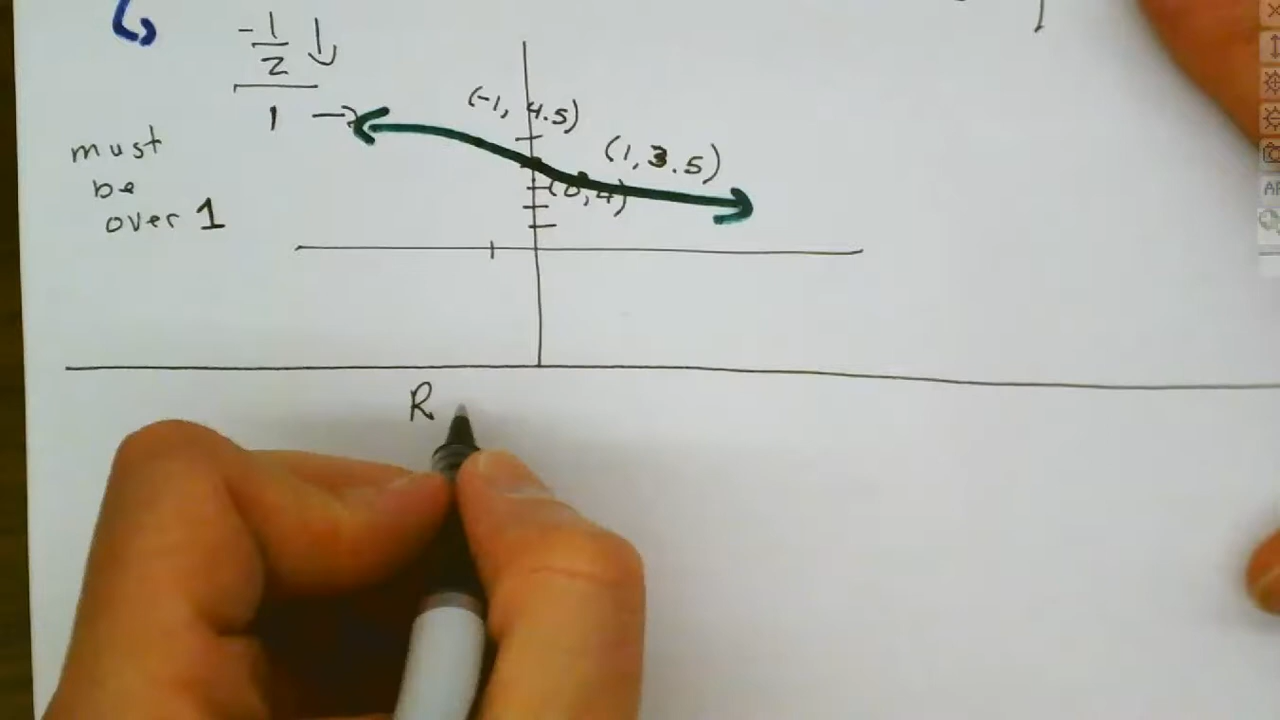 -1/2 ↓
1 →
must
be
over 1
(-1, 4.5)
(1, 3.5)
(0, 4)
R